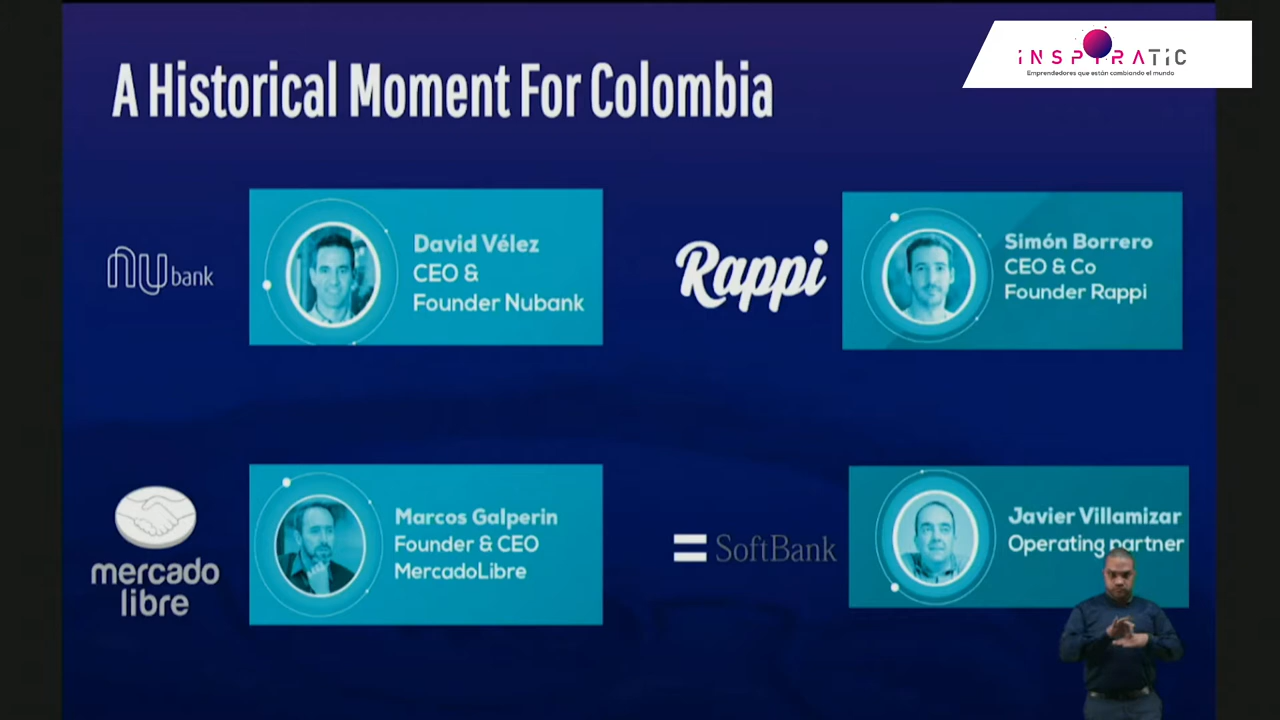 INSPIRATIC
Emprendedores que están cambiando el mundo
A Historical Moment For Colombia
nu bank
David Vélez
CEO &
Founder Nubank
Rappi
Simón Borrero
CEO & Co
Founder Rappi
mercado
libre
Marcos Galperin
Founder & CEO
MercadoLibre
SoftBank
Javier Villamizar
Operating partner